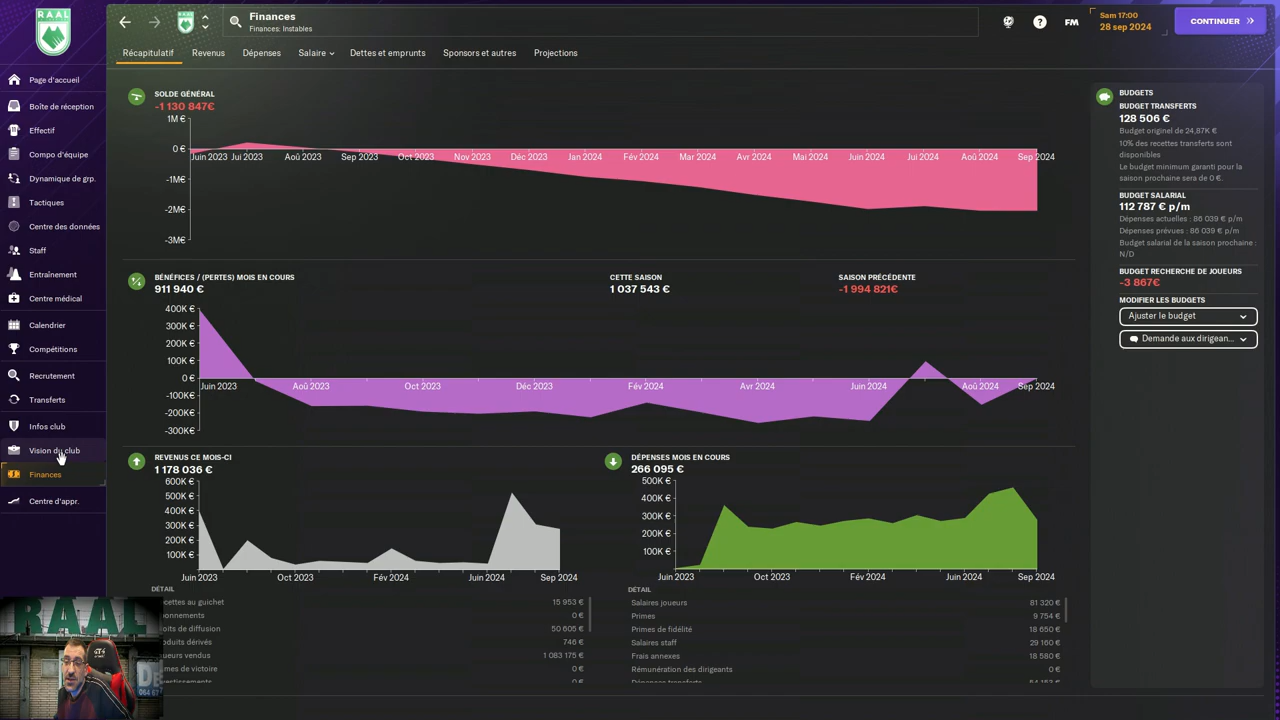 RAAL
Finances
Finances: Instables
FM
Sam 17:00
28 sep 2024
CONTINUER
Récapitulatif
Revenus
Dépenses
Salaire
Dettes et emprunts
Sponsors et autres
Projections
Page d'accueil
Boîte de réception
Effectif
Compo d'équipe
Dynamique de grp.
Tactiques
Centre des données
Staff
Entraînement
Centre médical
Calendrier
Compétitions
Recrutement
Transferts
Infos club
Vision du club
Finances
Centre d'appr.
SOLDE GÉNÉRAL
-1 130 847€
1M€
0 €
-1M€
-2M€
-3M€
Juin 2023 Jui 2023 Aoû 2023 Sep 2023 Oct 2023 Nov 2023 Déc 2023 Jan 2024 Fév 2024 Mar 2024 Avr 2024 Mai 2024 Juin 2024 Jui 2024 Aoû 2024 Sep 2024
BÉNÉFICES / (PERTES) MOIS EN COURS
911 940 €
CETTE SAISON
1 037 543 €
SAISON PRÉCÉDENTE
-1 994 821€
400K €
300K €
200K €
100K €
0 €
-100K €
-200K €
-300K €
Juin 2023 Aoû 2023 Oct 2023 Déc 2023 Fév 2024 Avr 2024 Juin 2024 Aoû 2024 Sep 2024
REVENUS CE MOIS-CI
1 178 036 €
600K €
500K €
400K €
300K €
200K €
100K €
Juin 2023 Oct 2023 Fév 2024 Juin 2024 Sep 2024
DÉTAIL
15 953 €
0 €
50 605 €
746 €
1 083 175 €
0 €
DÉPENSES MOIS EN COURS
266 095 €
500K €
400K €
300K €
200K €
100K €
Juin 2023 Oct 2023 Fév 2024 Juin 2024 Sep 2024
DÉTAIL
Salaires joueurs 81 320 €
Primes 9 754 €
Primes de fidélité 18 650 €
Salaires staff 29 160 €
Frais annexes 18 580 €
Rémunération des dirigeants 0 €
BUDGETS
BUDGET TRANSFERTS
128 506 €
Budget originel de 24,87K €
10% des recettes transferts sont
disponibles
Le budget minimum garanti pour la
saison prochaine sera de 0 €.
BUDGET SALARIAL
112 787 € p/m
Dépenses actuelles : 86 039 € p/m
Dépenses prévues : 86 039 € p/m
Budget salarial de la saison prochaine :
N/D
BUDGET RECHERCHE DE JOUEURS
-3 867€
MODIFIER LES BUDGETS
Ajuster le budget
Demande aux dirigean...
RAAL